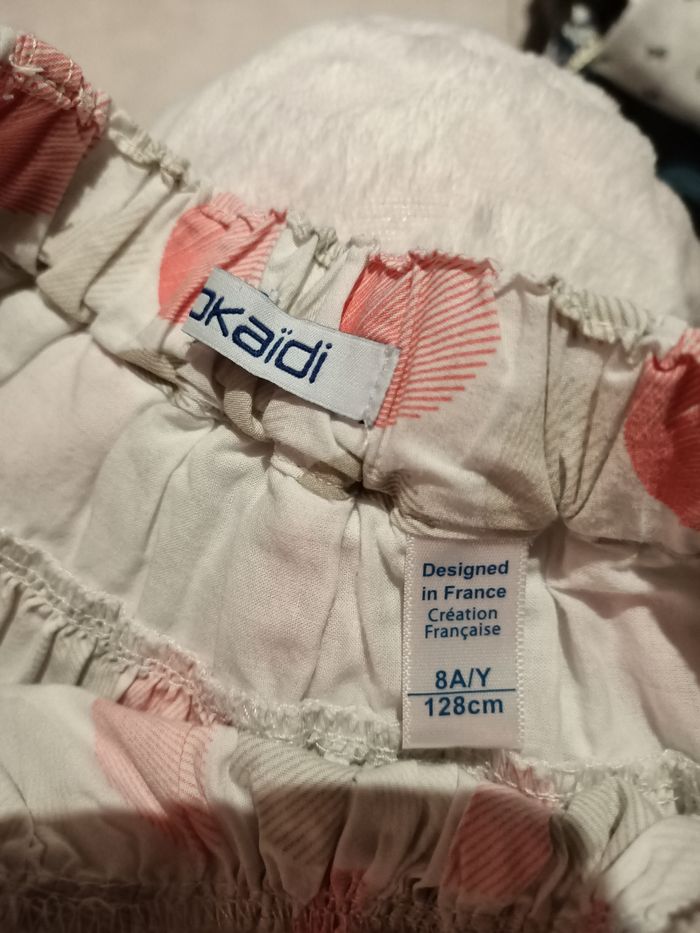 okaïdi
Designed
in France
Création
Française
8A/Y
128cm